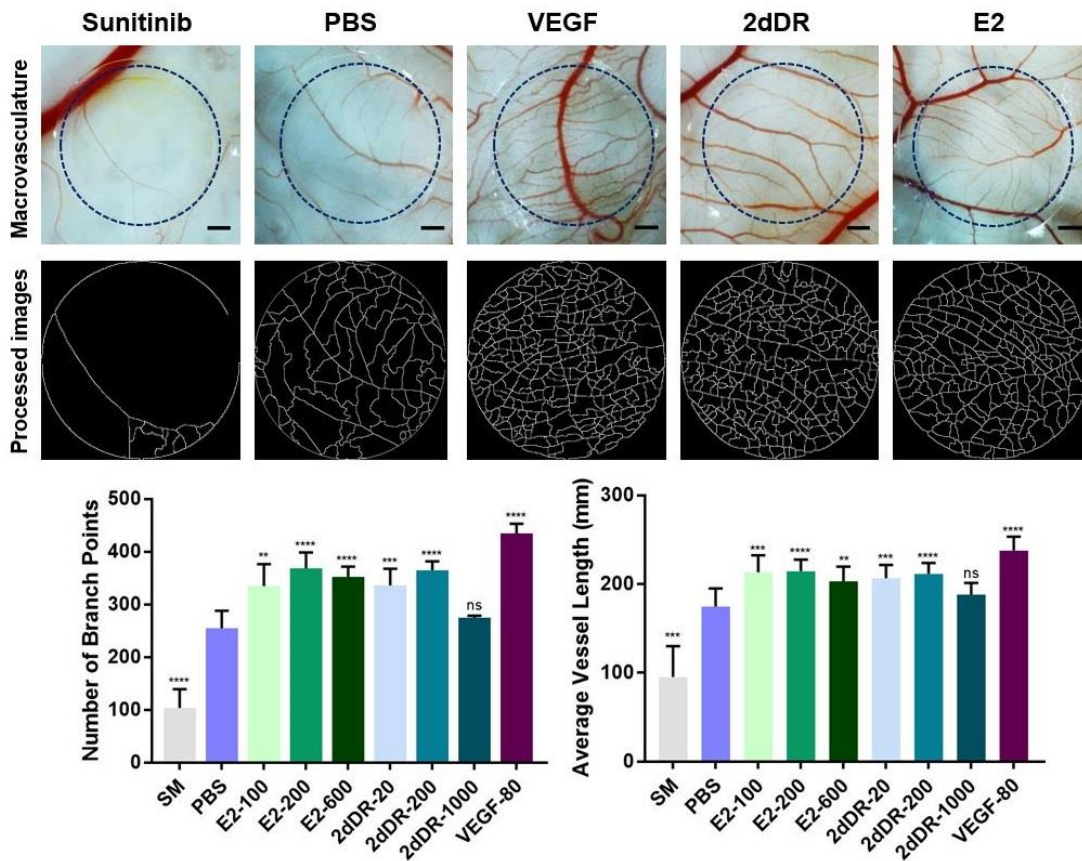 Sunitinib PBS VEGF 2dDR E2
Macrovasculature
Processed images
Number of Branch Points
500
400
300
200
100
0
**** ** **** **** *** **** ns ****
SM PBS E2-100 E2-200 E2-600 2dDR-20 2dDR-200 2dDR-1000 VEGF-80
Average Vessel Length (mm)
300
200
100
0
*** *** **** ** *** **** ns ****
SM PBS E2-100 E2-200 E2-600 2dDR-20 2dDR-200 2dDR-1000 VEGF-80